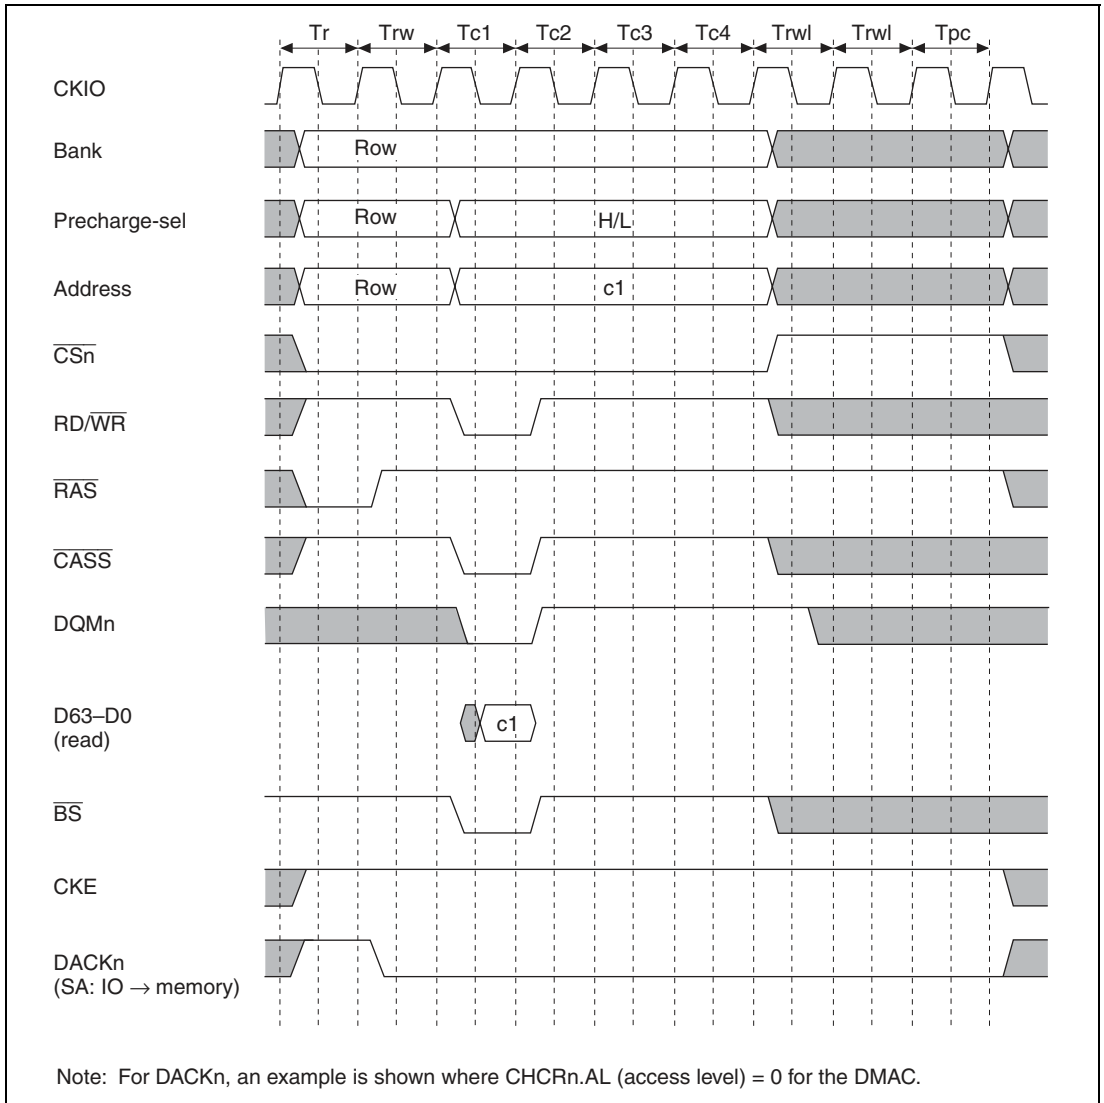 Tr Trw Tc1 Tc2 Tc3 Tc4 Trwl Trwl Tpc
CKIO
Bank Row
Precharge-sel Row H/L
Address Row c1
CSn
RD/WR
RAS
CASS
DQMn
D63–D0
(read) c1
BS
CKE
DACKn
(SA: IO → memory)
Note: For DACKn, an example is shown where CHCRn.AL (access level) = 0 for the DMAC.